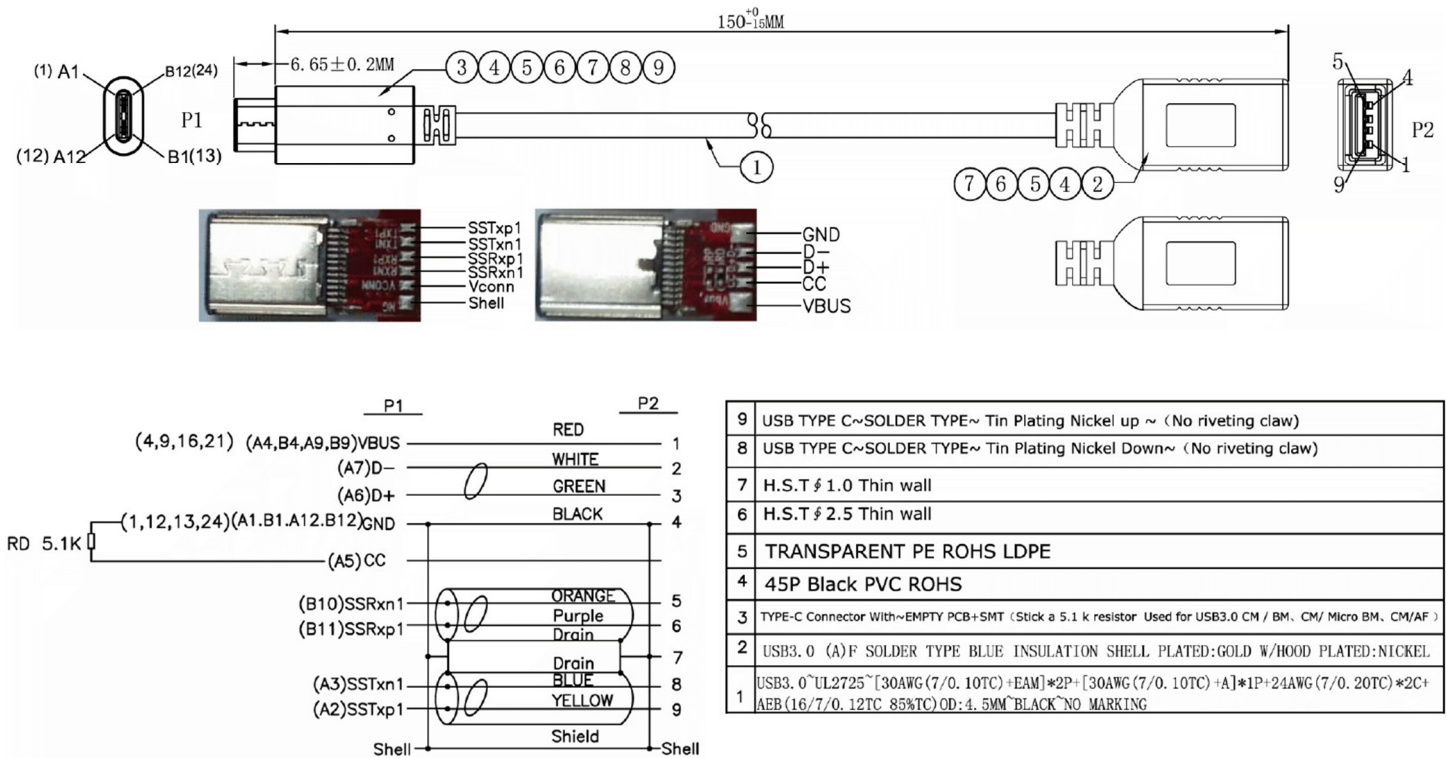 150+0-15MM
6.65±0.2MM
3 4 5 6 7 8 9
(1) A1
B12(24)
P1
(12) A12
B1(13)
1
7 6 5 4 2
5
4
P2
9
1
TXP1
TXN1
RXP1
RXN1
VCONN
SSTxp1
SSTxn1
SSRxp1
SSRxn1
Vconn
Shell
GND
Vbus
GND
D-
D+
CC
VBUS
P1 P2
(4,9,16,21) (A4,B4,A9,B9)VBUS RED 1
(A7)D- WHITE 2
(A6)D+ GREEN 3
(1,12,13,24)(A1.B1.A12.B12)GND BLACK 4
RD 5.1K
(A5)CC
(B10)SSRxn1 ORANGE 5
(B11)SSRxp1 Purple 6
Drain
7
Drain
(A3)SSTxn1 BLUE 8
(A2)SSTxp1 YELLOW 9
Shield
Shell Shell
9 USB TYPE C~SOLDER TYPE~ Tin Plating Nickel up ~（No riveting claw)
8 USB TYPE C~SOLDER TYPE~ Tin Plating Nickel Down~（No riveting claw)
7 H.S.T∮1.0 Thin wall
6 H.S.T∮2.5 Thin wall
5 TRANSPARENT PE ROHS LDPE
4 45P Black PVC ROHS
3 TYPE-C Connector With~EMPTY PCB+SMT（Stick a 5.1 k resistor Used for USB3.0 CM / BM、CM/ Micro BM、CM/AF）
2 USB3.0 (A)F SOLDER TYPE BLUE INSULATION SHELL PLATED:GOLD W/HOOD PLATED:NICKEL
1 USB3.0~UL2725~[30AWG(7/0.10TC)+EAM]*2P+[30AWG(7/0.10TC)+A]*1P+24AWG(7/0.20TC)*2C+
AEB(16/7/0.12TC 85%TC)OD:4.5MM~BLACK~NO MARKING